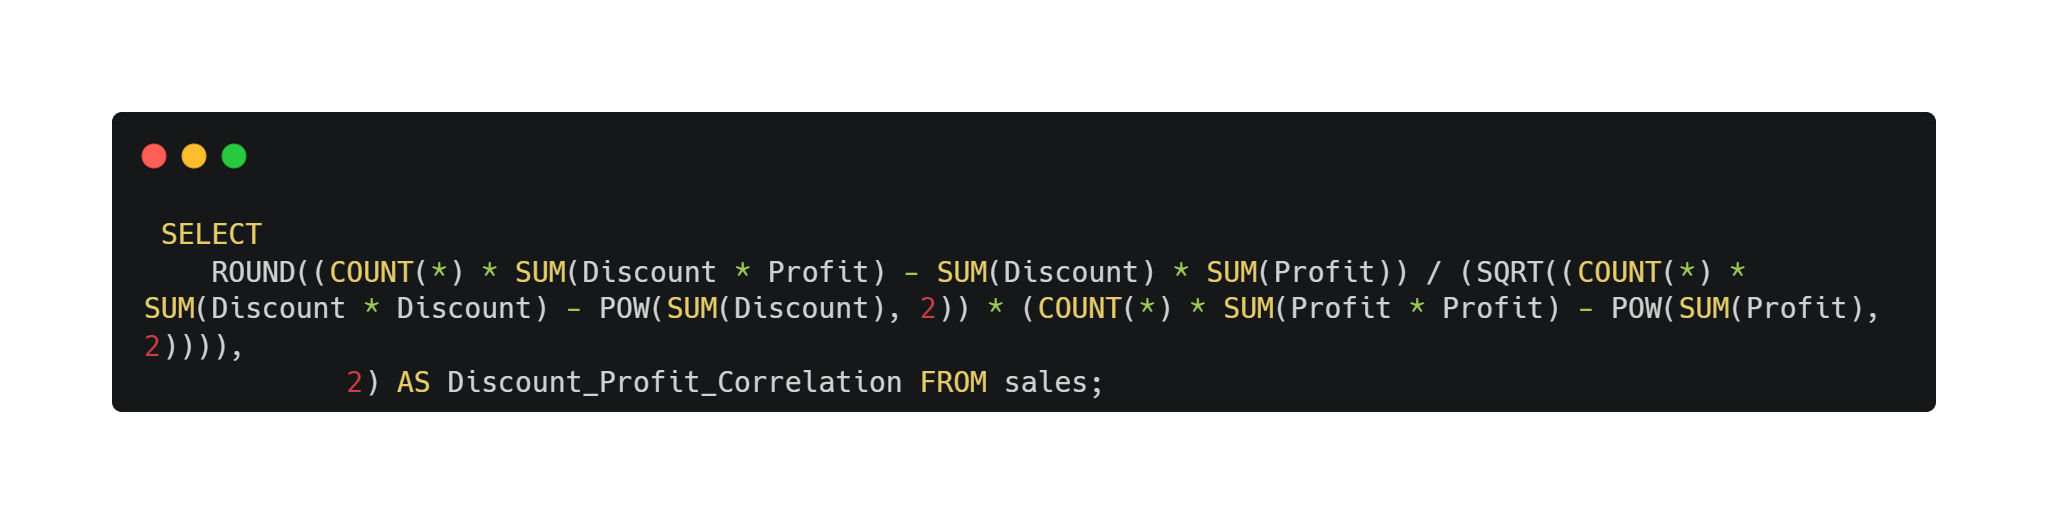 SELECT
ROUND((COUNT(*) * SUM(Discount * Profit) - SUM(Discount) * SUM(Profit)) / (SQRT((COUNT(*) *
SUM(Discount * Discount) - POW(SUM(Discount), 2)) * (COUNT(*) * SUM(Profit * Profit) - POW(SUM(Profit),
2)))),
2) AS Discount_Profit_Correlation FROM sales;